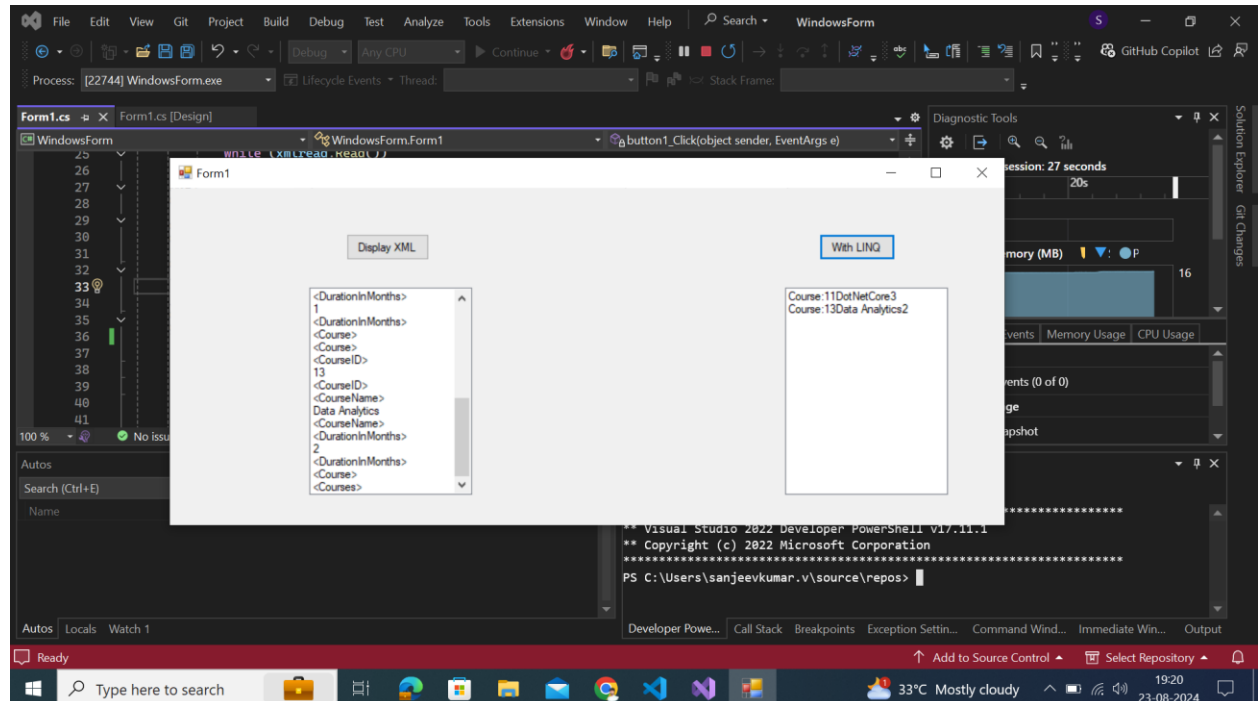 File Edit View Git Project Build Debug Test Analyze Tools Extensions Window Help Search WindowsForm S
Debug Any CPU Continue GitHub Copilot
Process: [22744] WindowsForm.exe Lifecycle Events Thread: Stack Frame:
Form1.cs Form1.cs [Design]
WindowsForm WindowsForm.Form1 button1_Click(object sender, EventArgs e)
25 while (xmlread.Read())
26
27
28
29
30
31
32
33
34
35
36
37
38
39
40
41
100 % No issu
Form1
Display XML
With LINQ
<DurationInMonths>
1
<DurationInMonths>
<Course>
<Course>
<CourseID>
13
<CourseID>
<CourseName>
Data Analytics
<CourseName>
<DurationInMonths>
2
<DurationInMonths>
<Course>
<Courses>
Course:11DotNetCore3
Course:13Data Analytics2
Diagnostic Tools
session: 27 seconds
20s
emory (MB) P
16
vents Memory Usage CPU Usage
ents (0 of 0)
ge
apshot
Solution Explorer
Git Changes
Autos
Search (Ctrl+E)
Name
** Visual Studio 2022 Developer PowerShell v17.11.1
** Copyright (c) 2022 Microsoft Corporation
**********************************************************************
PS C:\Users\sanjeevkumar.v\source\repos>
Autos Locals Watch 1
Developer Powe... Call Stack Breakpoints Exception Settin... Command Wind... Immediate Win... Output
Ready Add to Source Control Select Repository
Type here to search 33°C Mostly cloudy 19:20
23-08-2024